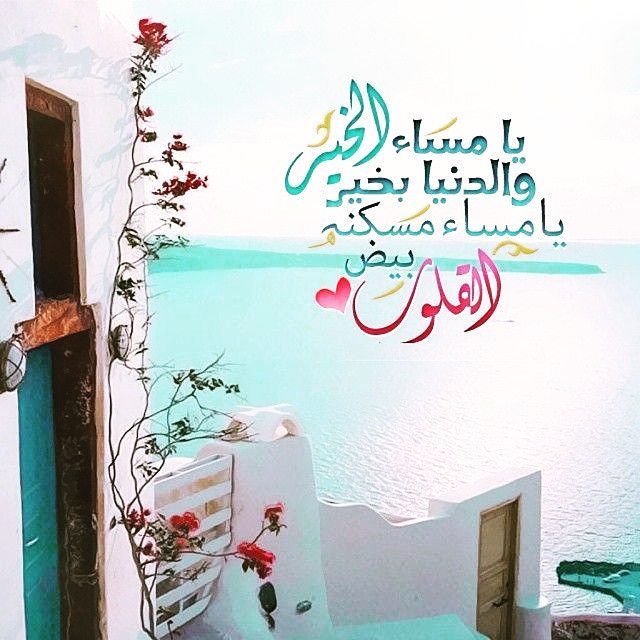 يا مساء الخير
والدنيا بخير
يا مساء مسكنه
بيض
القلوب